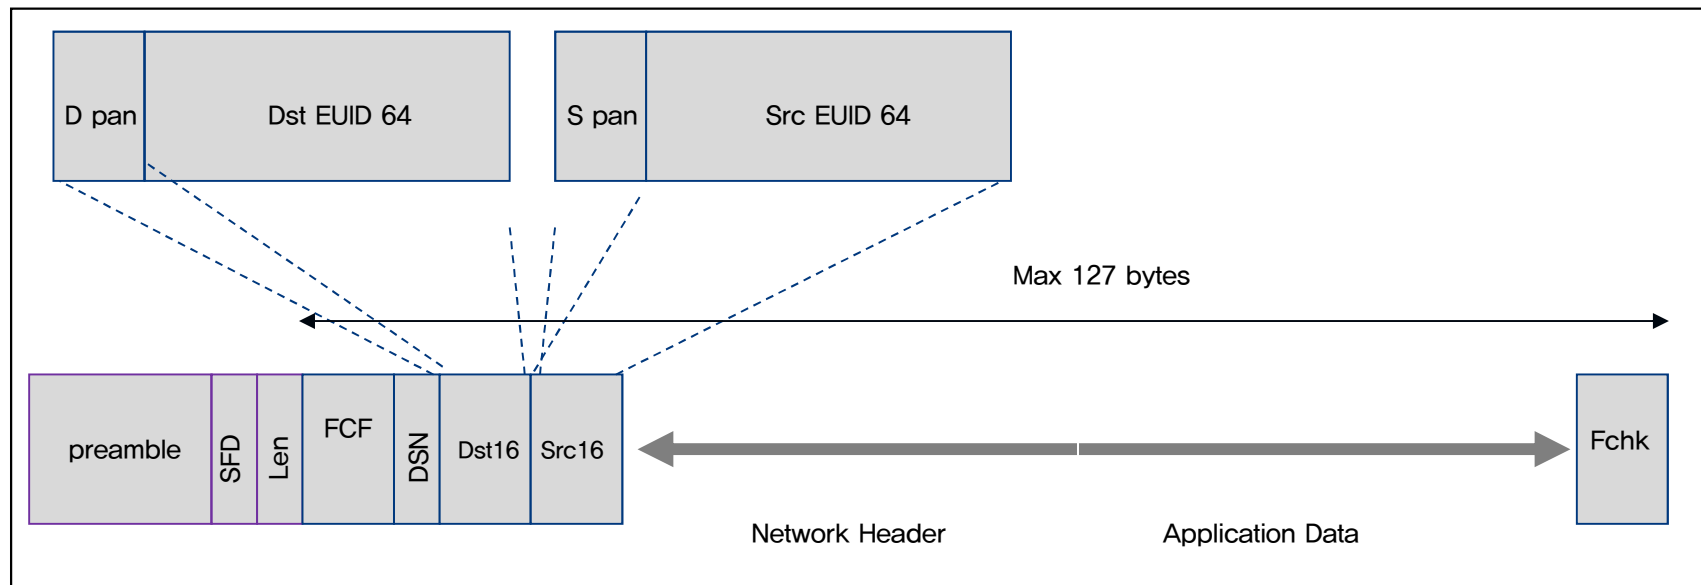 D pan
Dst EUID 64
S pan
Src EUID 64
Max 127 bytes
preamble
SFD
Len
FCF
DSN
Dst16
Src16
Fchk
Network Header
Application Data